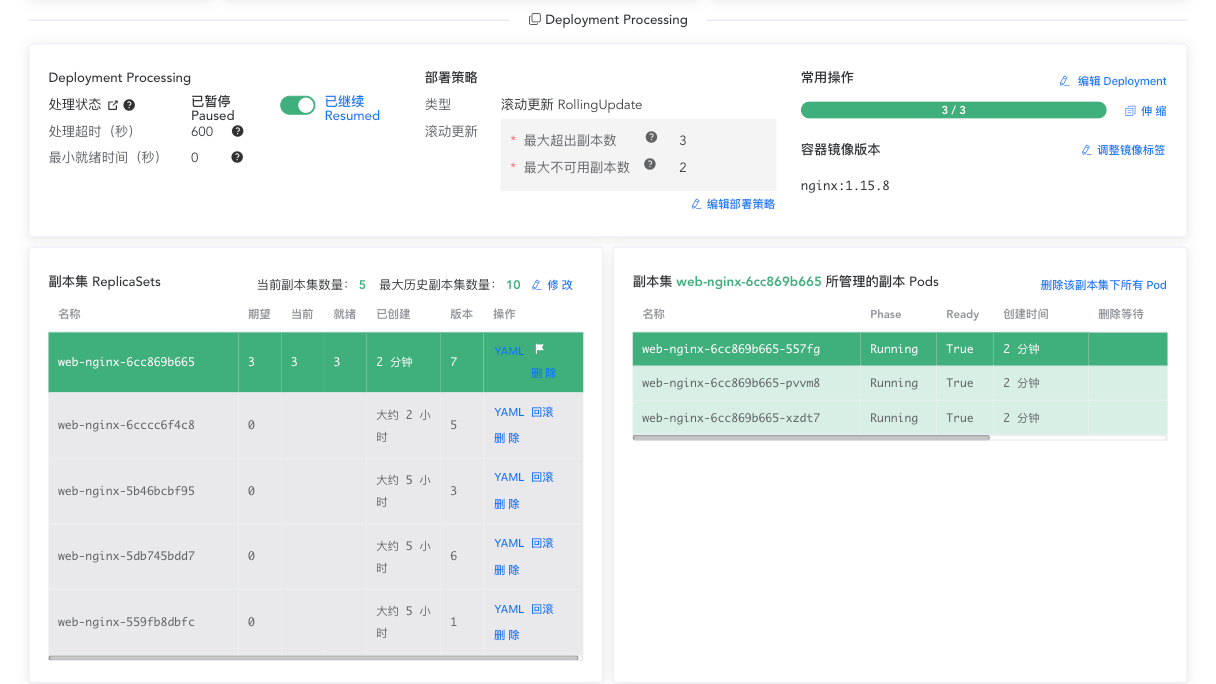 Deployment Processing
Deployment Processing
处理状态
已暂停
Paused
已继续
Resumed
处理超时（秒）
600
最小就绪时间（秒）
0
部署策略
类型
滚动更新 RollingUpdate
滚动更新
* 最大超出副本数 3
* 最大不可用副本数 2
编辑部署策略
常用操作
编辑 Deployment
3 / 3
伸 缩
容器镜像版本
调整镜像标签
nginx:1.15.8
副本集 ReplicaSets
当前副本集数量： 5 最大历史副本集数量： 10 修 改
名称 期望 当前 就绪 已创建 版本 操作
web-nginx-6cc869b665 3 3 3 2 分钟 7 YAML
删 除
web-nginx-6cccc6f4c8 0 大约 2 小时 5 YAML 回滚
删 除
web-nginx-5b46bcbf95 0 大约 5 小时 3 YAML 回滚
删 除
web-nginx-5db745bdd7 0 大约 5 小时 6 YAML 回滚
删 除
web-nginx-559fb8dbfc 0 大约 5 小时 1 YAML 回滚
删 除
副本集 web-nginx-6cc869b665 所管理的副本 Pods
删除该副本集下所有 Pod
名称 Phase Ready 创建时间 删除等待
web-nginx-6cc869b665-557fg Running True 2 分钟
web-nginx-6cc869b665-pvvm8 Running True 2 分钟
web-nginx-6cc869b665-xzdt7 Running True 2 分钟